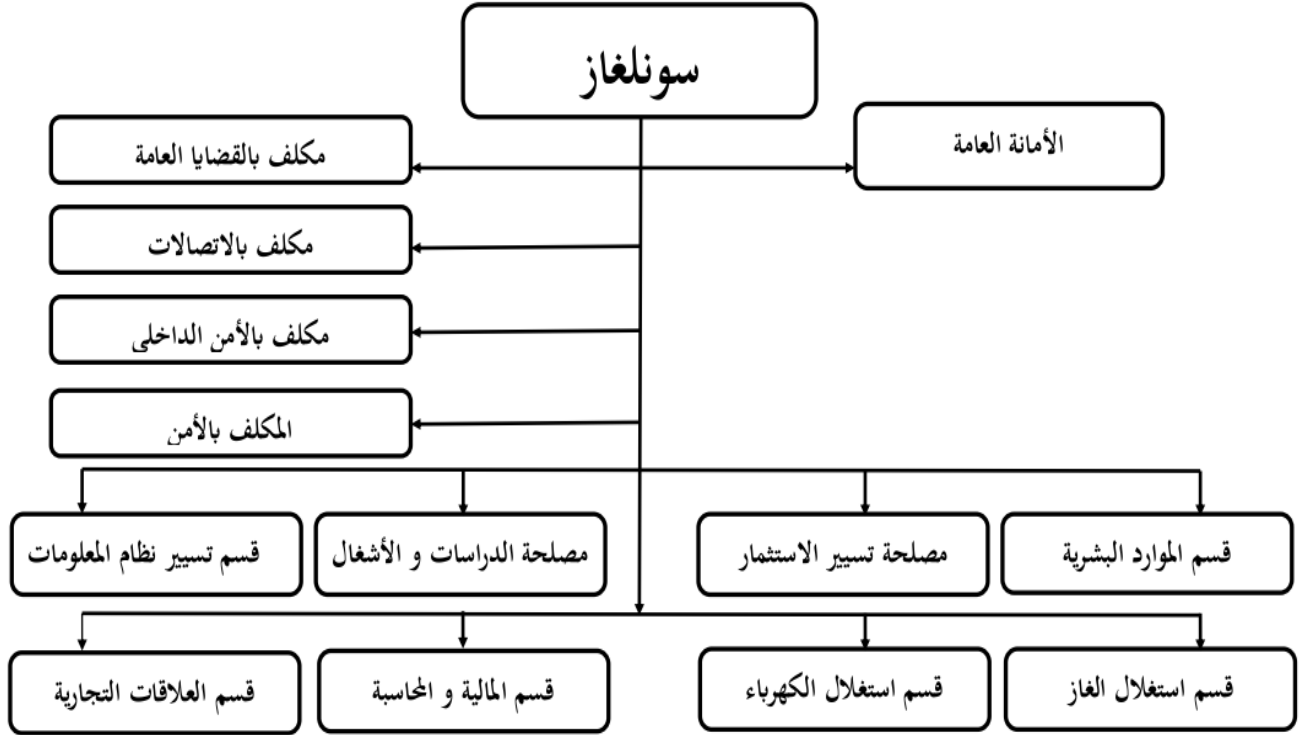 سونلغاز
الأمانة العامة
مكلف بالقضايا العامة
مكلف بالاتصالات
مكلف بالأمن الداخلي
المكلف بالأمن
قسم الموارد البشرية
مصلحة تسيير الاستثمار
مصلحة الدراسات و الأشغال
قسم تسيير نظام المعلومات
قسم استغلال الغاز
قسم استغلال الكهرباء
قسم المالية و المحاسبة
قسم العلاقات التجارية